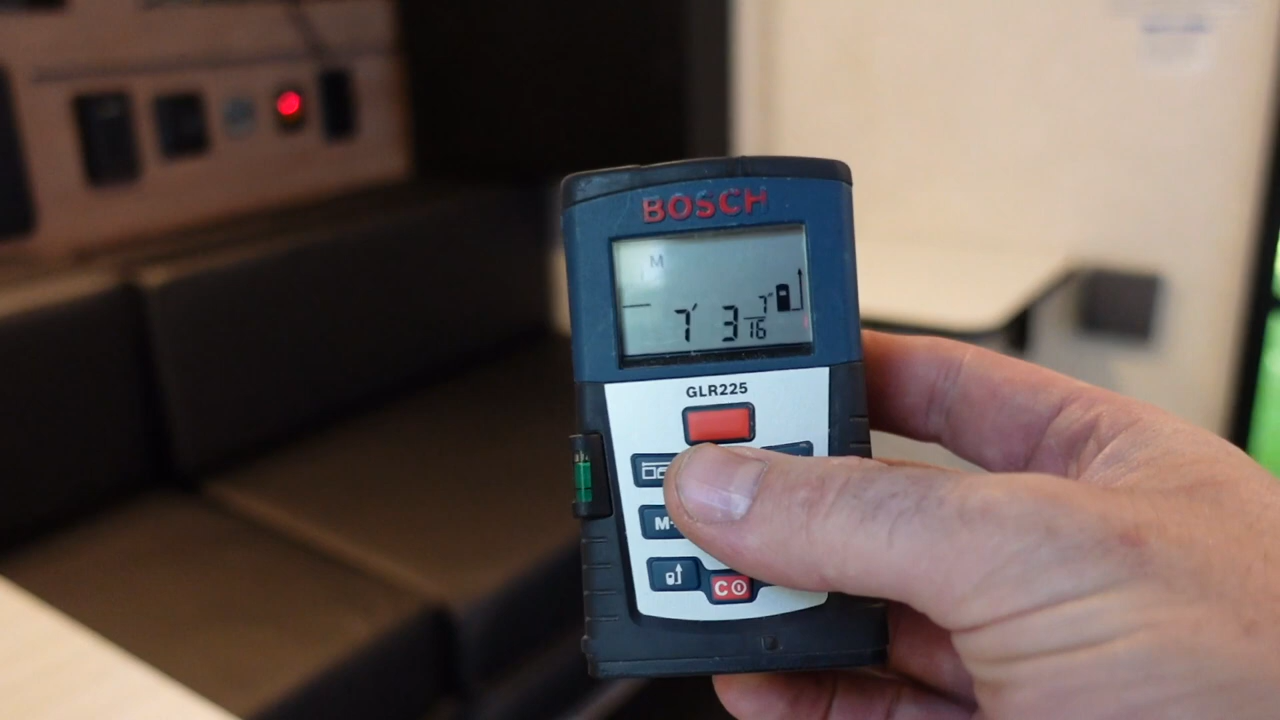 BOSCH
M
7′ 3 7″/16
GLR225
M
C